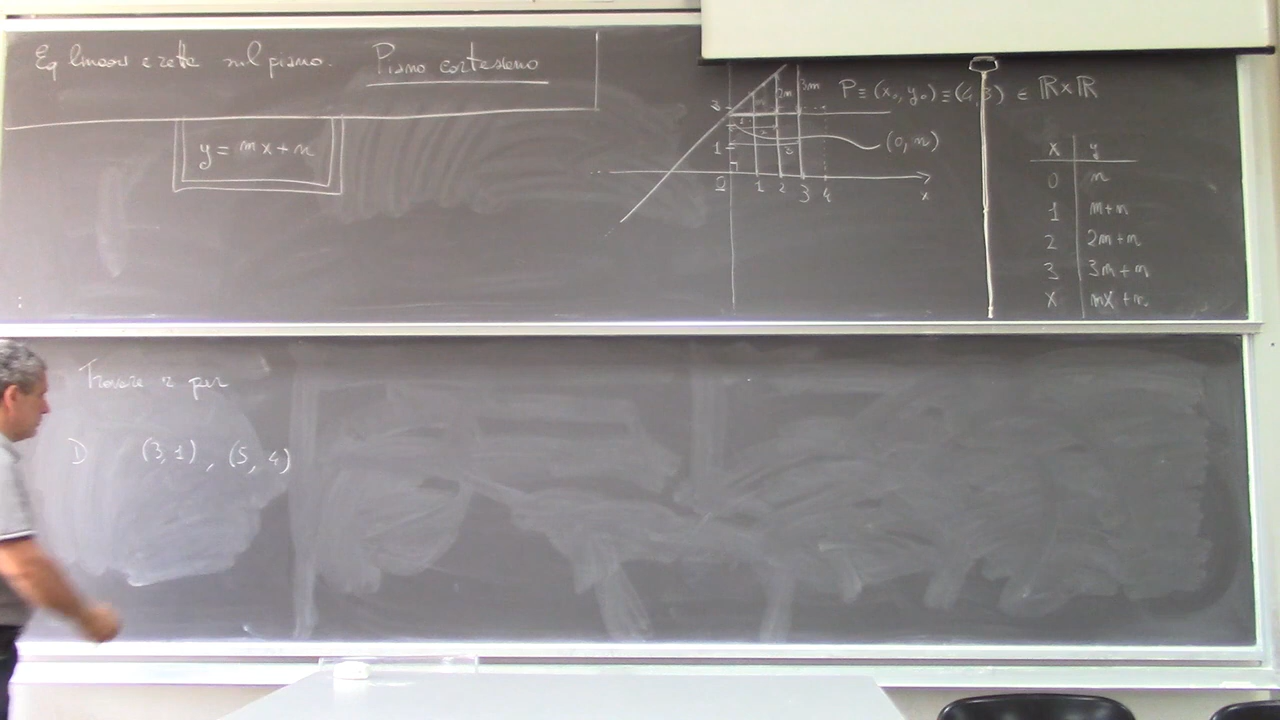 Eq lineari e rette nel piano. Piano cartesiano
y = mx + n
P ≡ (x₀, y₀) ≡ (4, 3) ∈ ℝ×ℝ
2m 3m
3
1
(0, n)
0 1 2 3 4 x
x y
0 n
1 m+n
2 2m+n
3 3m+n
x mx+n
Trovare r per
1) (3, 1), (5, 4)